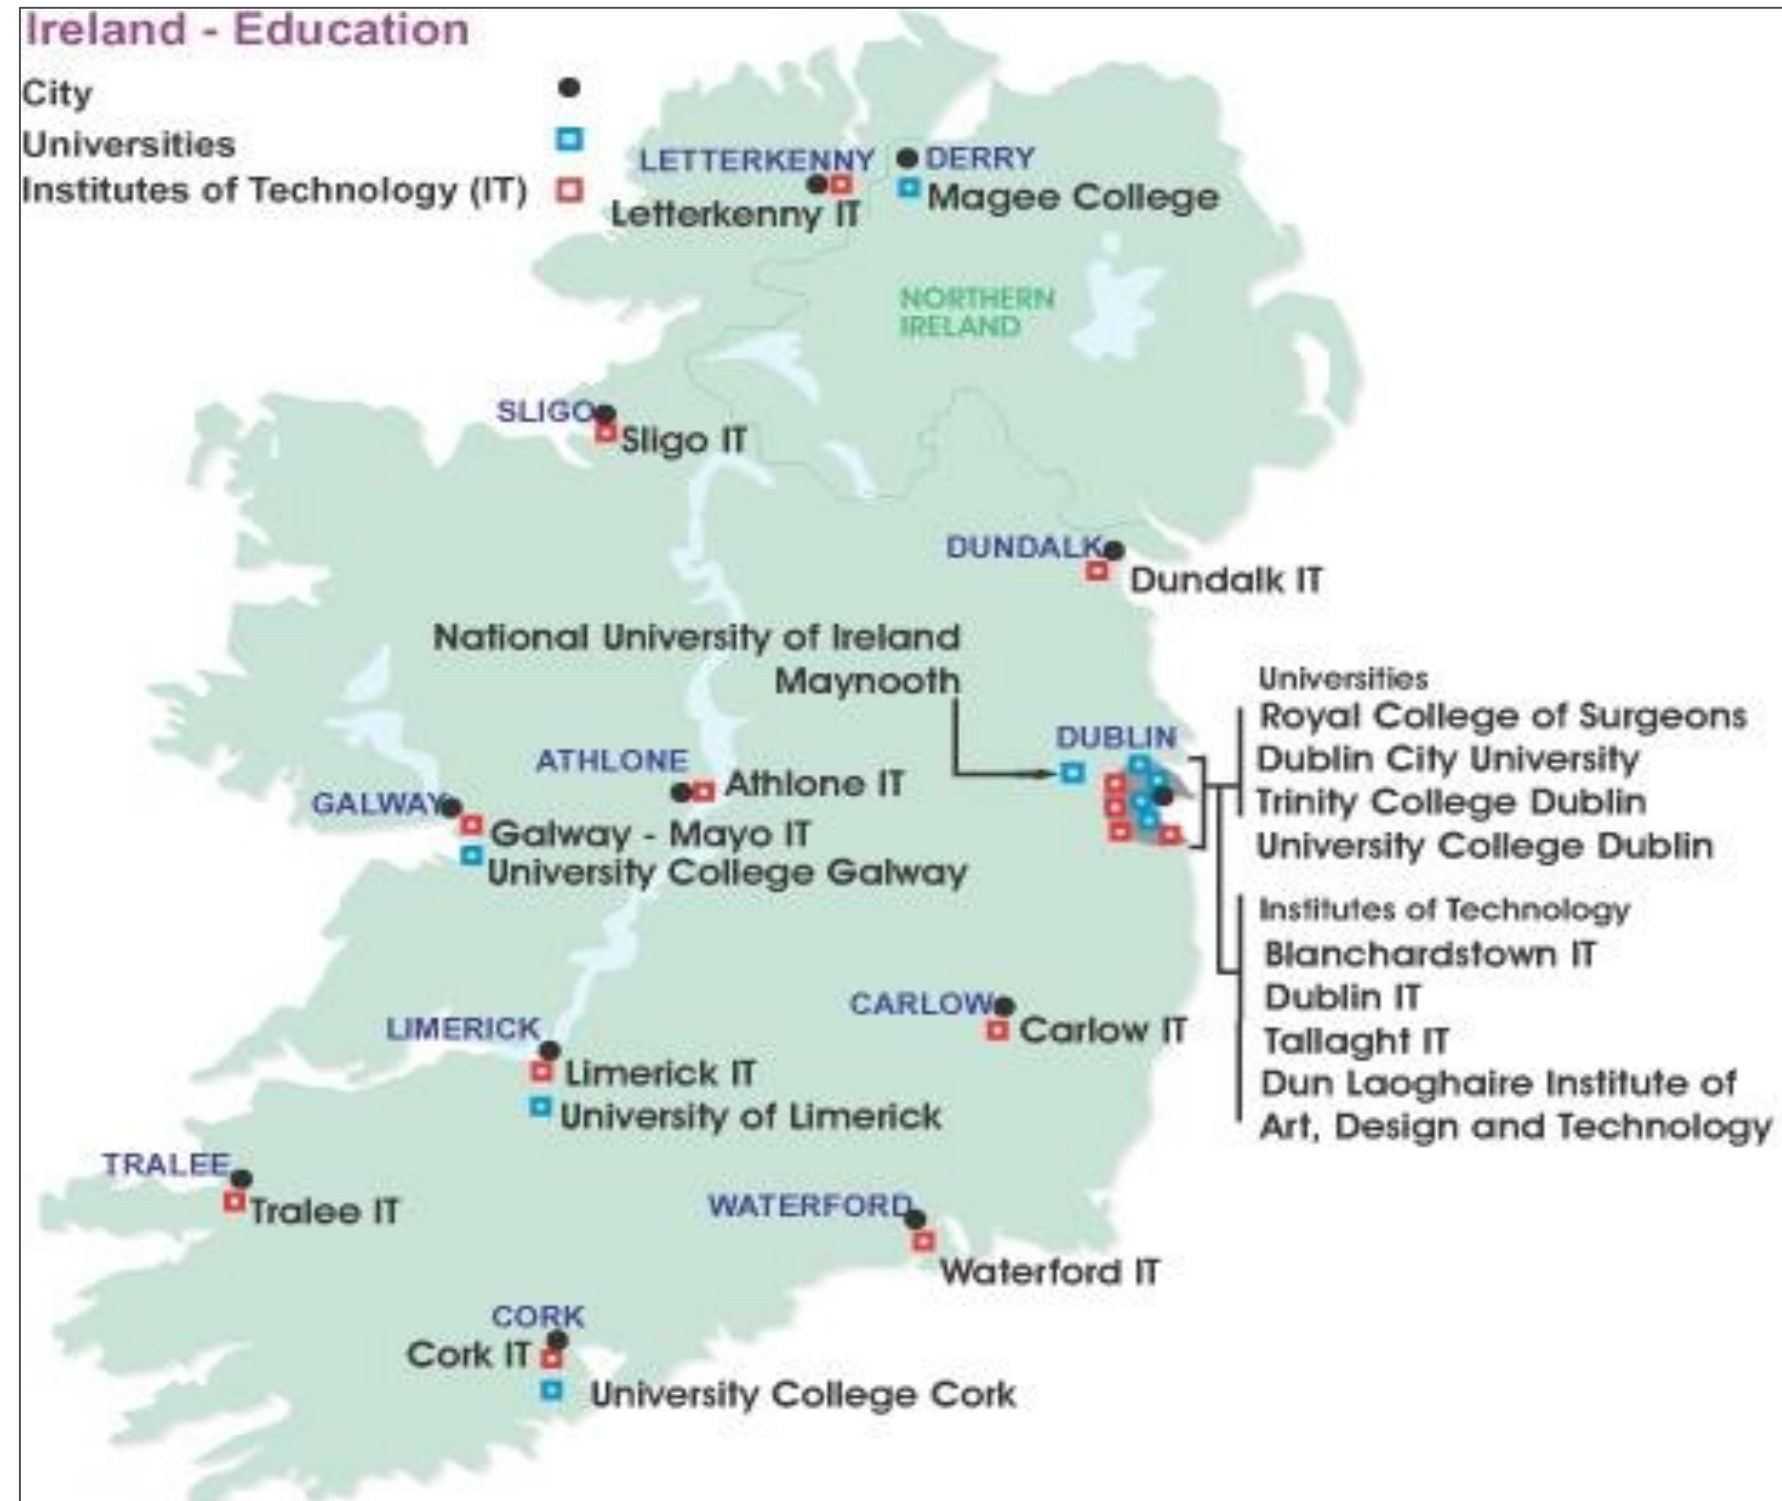 Ireland - Education
City
Universities
Institutes of Technology (IT)
LETTERKENNY
Letterkenny IT
DERRY
Magee College
NORTHERN
IRELAND
SLIGO
Sligo IT
DUNDALK
Dundalk IT
National University of Ireland
Maynooth
DUBLIN
Universities
Royal College of Surgeons
Dublin City University
Trinity College Dublin
University College Dublin
Institutes of Technology
Blanchardstown IT
Dublin IT
Tallaght IT
Dun Laoghaire Institute of
Art, Design and Technology
ATHLONE
Athlone IT
GALWAY
Galway - Mayo IT
University College Galway
CARLOW
Carlow IT
LIMERICK
Limerick IT
University of Limerick
TRALEE
Tralee IT
WATERFORD
Waterford IT
CORK
Cork IT
University College Cork